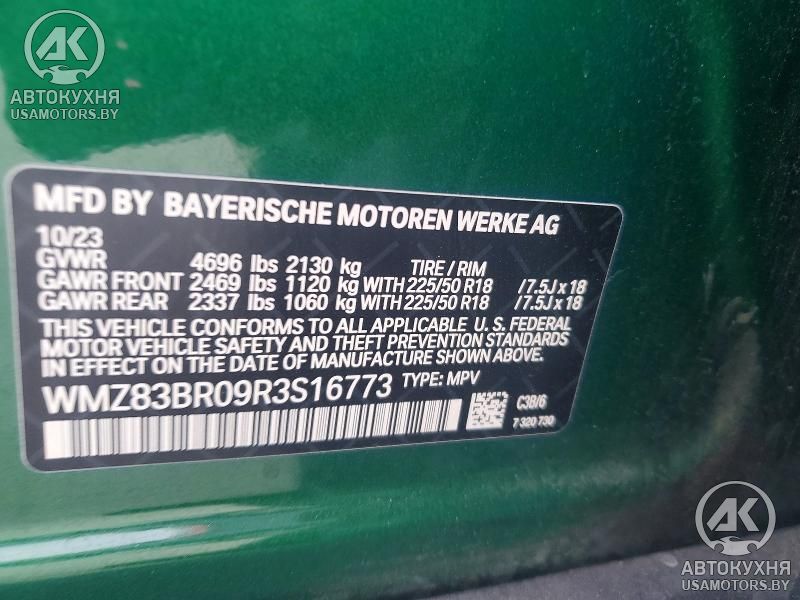 АК
АВТОКУХНЯ
USAMOTORS.BY
MFD BY BAYERISCHE MOTOREN WERKE AG
10/23
GVWR 4696 lbs 2130 kg TIRE / RIM
GAWR FRONT 2469 lbs 1120 kg WITH 225/50 R18 /7.5J x 18
GAWR REAR 2337 lbs 1060 kg WITH 225/50 R18 /7.5J x 18
THIS VEHICLE CONFORMS TO ALL APPLICABLE U. S. FEDERAL
MOTOR VEHICLE SAFETY AND THEFT PREVENTION STANDARDS
IN EFFECT ON THE DATE OF MANUFACTURE SHOWN ABOVE.
WMZ83BR09R3S16773 TYPE: MPV
C3B/6
7 320 730
АК
АВТОКУХНЯ
USAMOTORS.BY